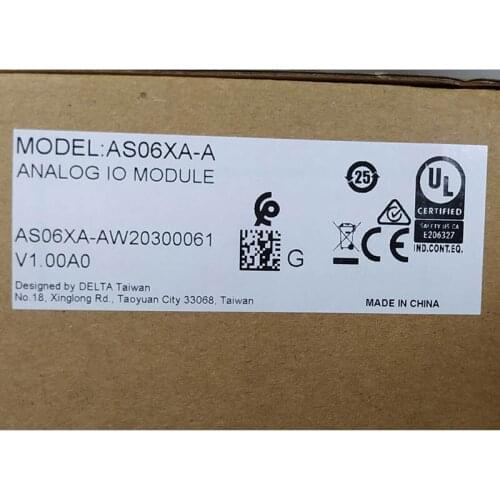 MODEL:AS06XA-A
ANALOG IO MODULE
25
UL
CERTIFIED
SAFETY US CA
E206327
IND.CONT.EQ.
AS06XA-AW20300061
V1.00A0
G
CE
Designed by DELTA Taiwan
No.18, Xinglong Rd., Taoyuan City 33068, Taiwan
MADE IN CHINA